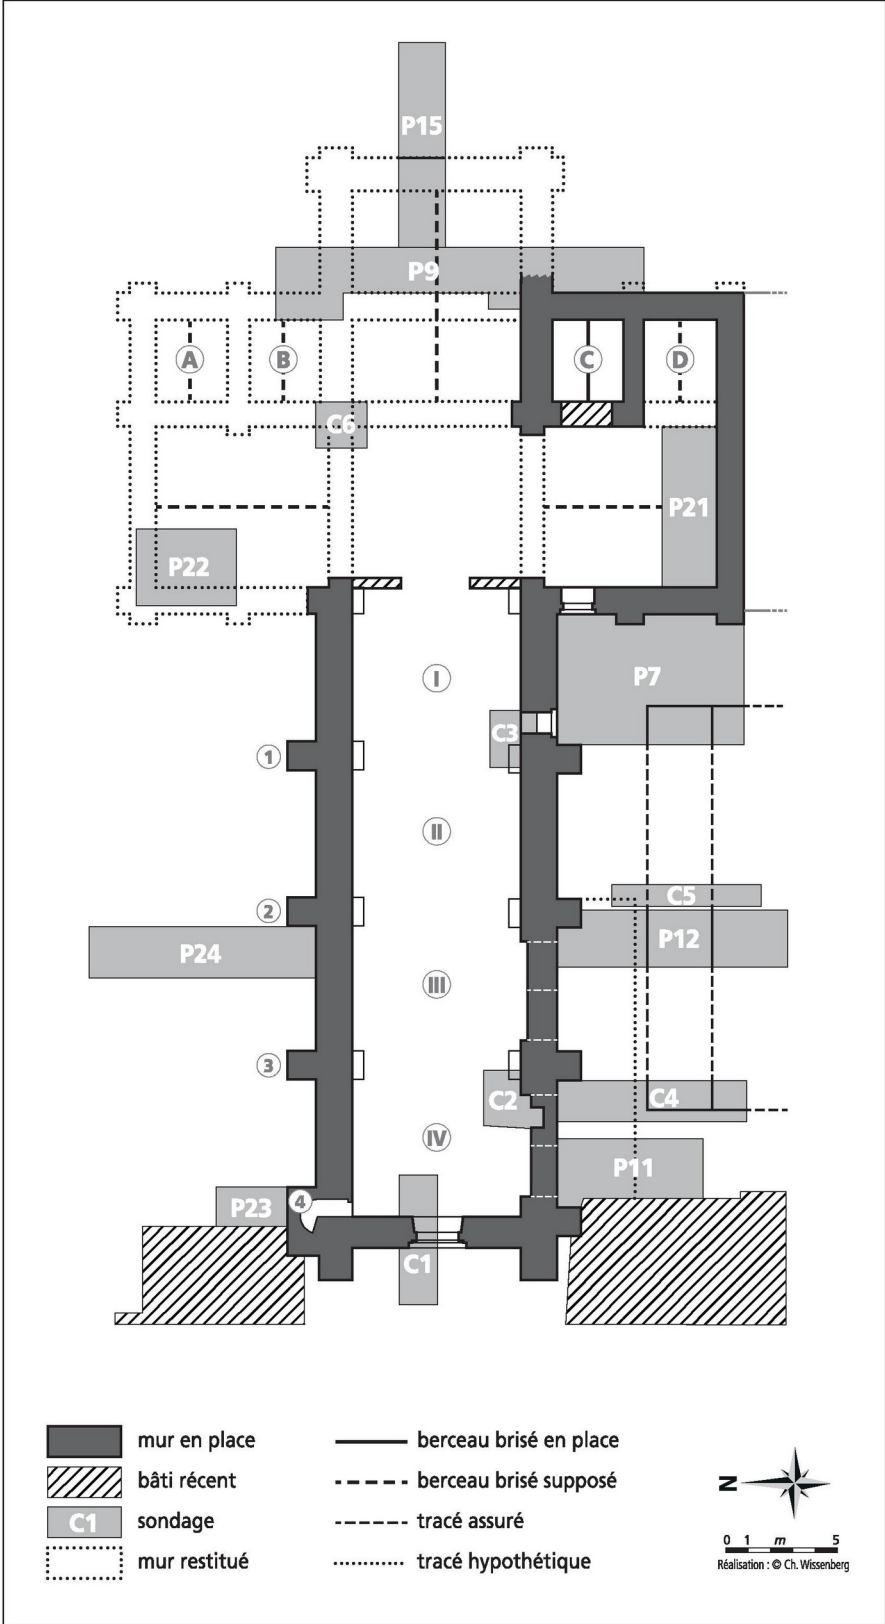 P15
P9
A
B
C
D
C6
P21
P22
I
P7
C3
1
II
C5
2
P12
P24
III
3
C4
C2
IV
P11
4
P23
C1
mur en place
berceau brisé en place
bâti récent
berceau brisé supposé
C1
sondage
tracé assuré
mur restitué
tracé hypothétique
N
0 1 m 5
Réalisation : © Ch. Wissenberg